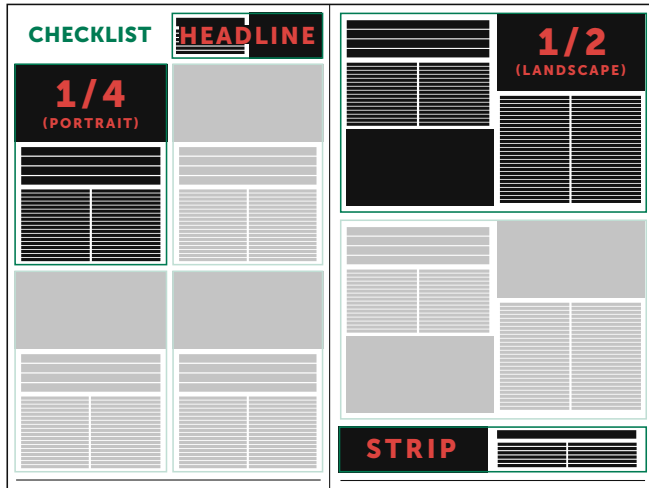 CHECKLIST
HEADLINE
1/4
(PORTRAIT)
1/2
(LANDSCAPE)
STRIP